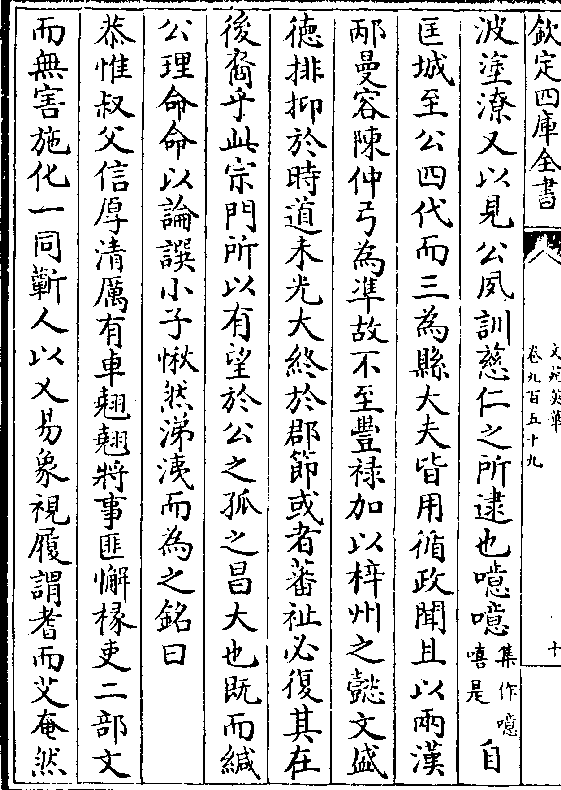 欽定四庫全書
文苑英華
卷九百五十九
十
波塗潦又以見公夙訓慈仁之所逮也噫噫集作噫嘻是自
匡城至公四代而三為縣大夫皆用循政聞且以兩漢
邴曼容陳仲弓為準故不至豐禄加以梓州之懿文盛
徳排抑於時道未光大終於郡節或者蕃祉必復其在
後裔乎此宗門所以有望於公之孤之昌大也既而緘
公理命命以論譔小子愀然涕洟而為之銘曰
恭惟叔父信厚清厲有車翹翹將事匪懈椽吏二部文
而無害施化一同蘄人以乂易象視履謂耆而艾奄然